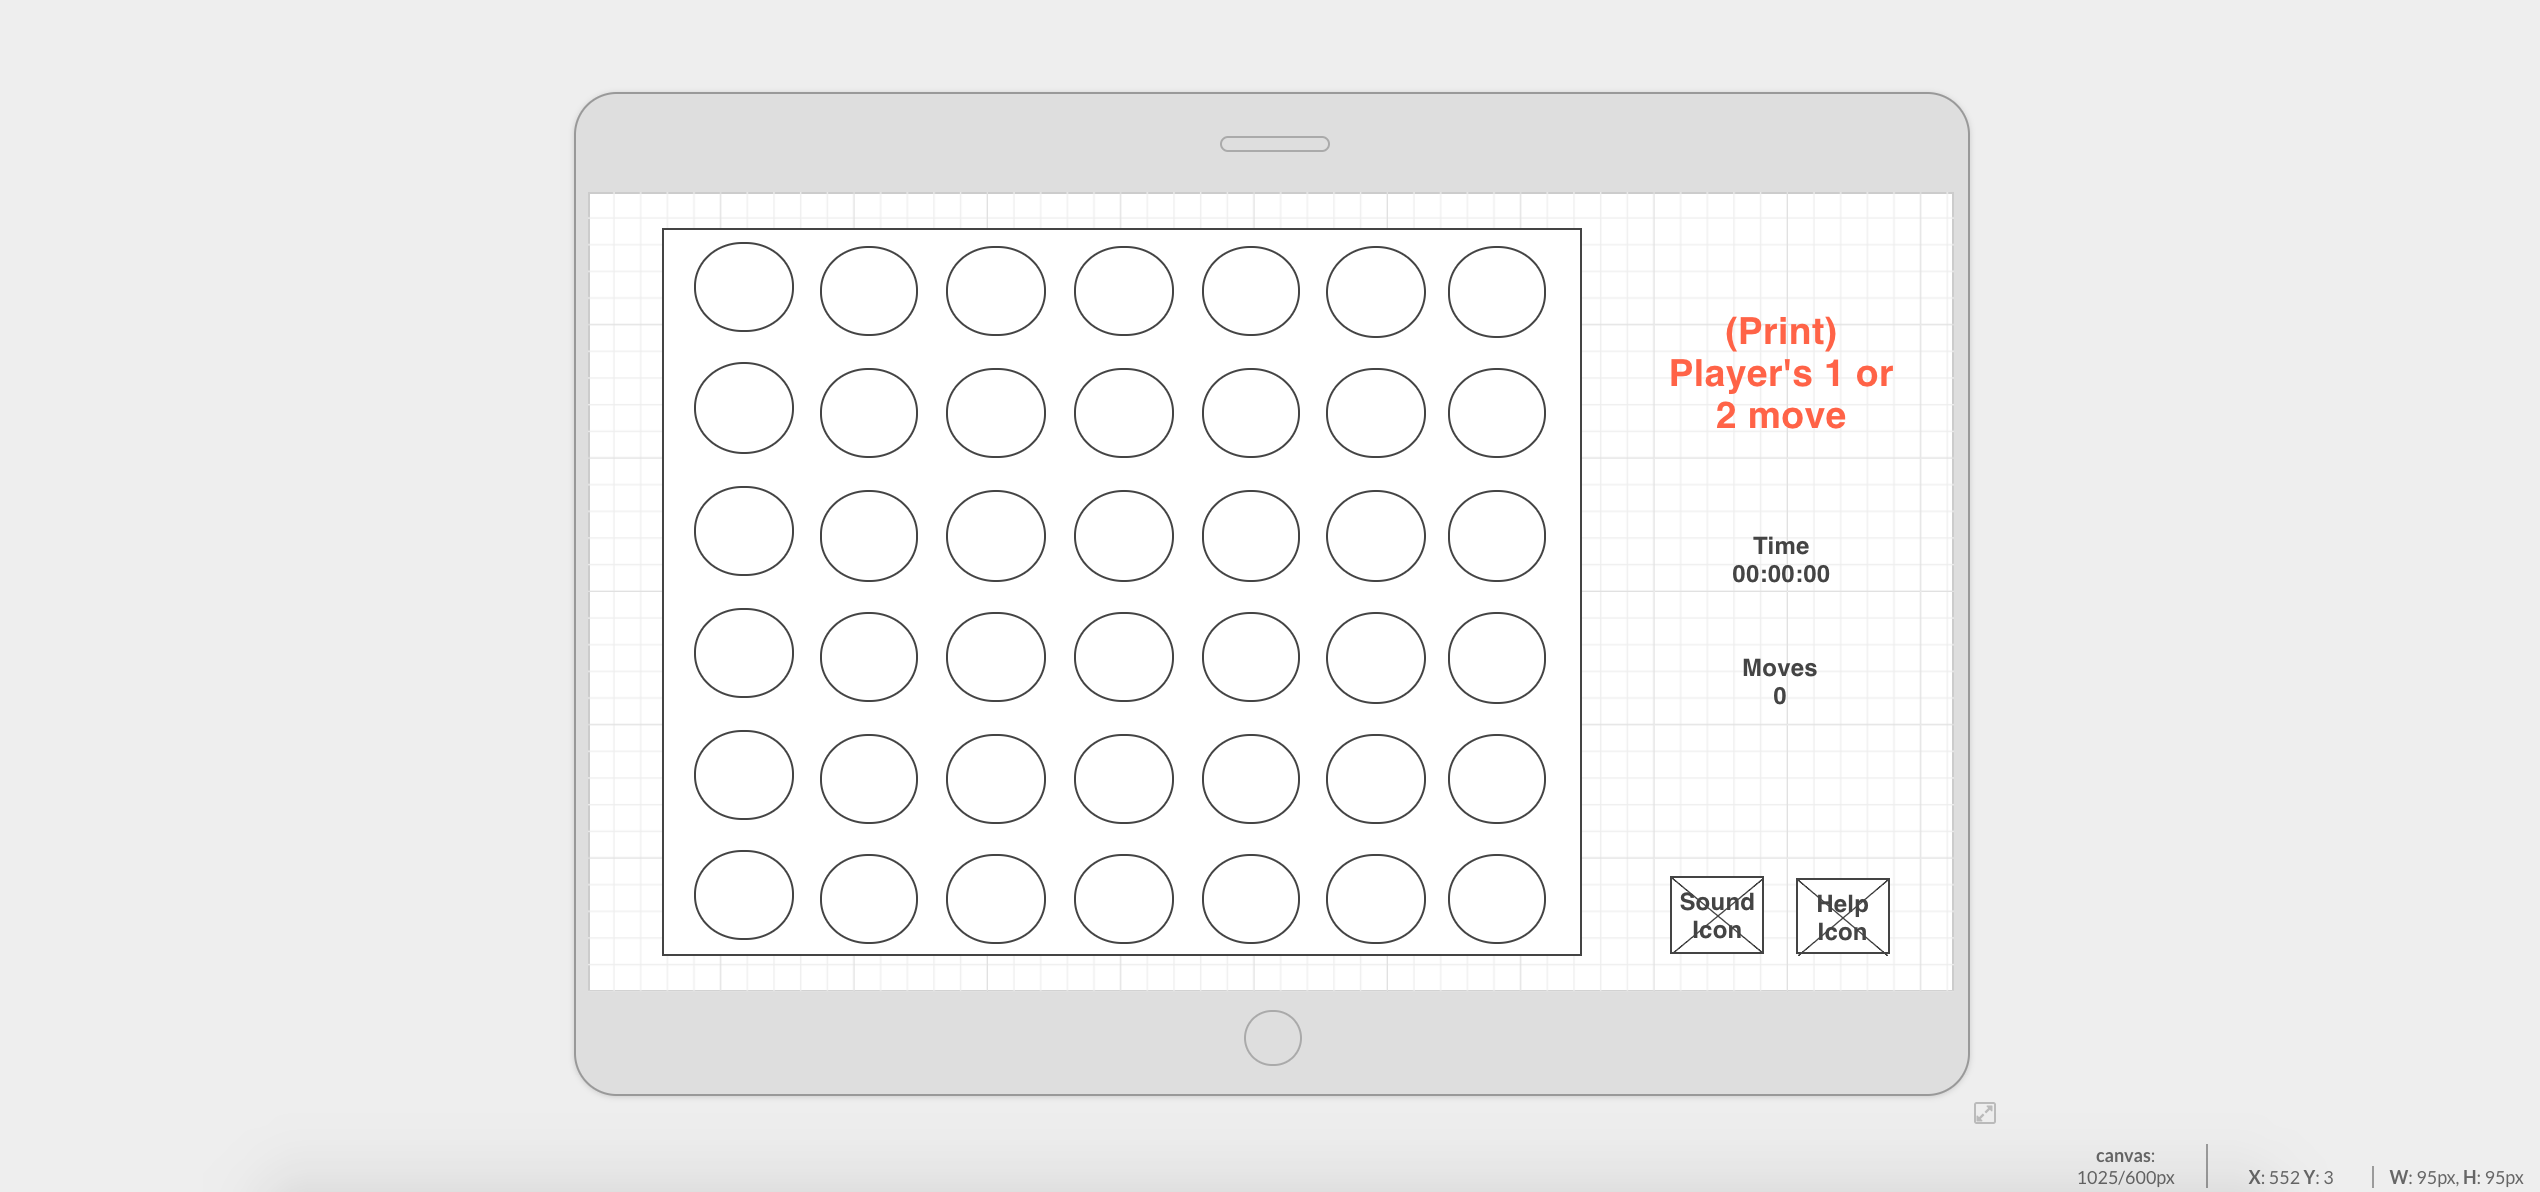 (Print)
Player's 1 or
2 move
Time
00:00:00
Moves
0
Sound
Icon
Help
Icon
canvas:
1025/600px
X: 552 Y: 3
W: 95px, H: 95px